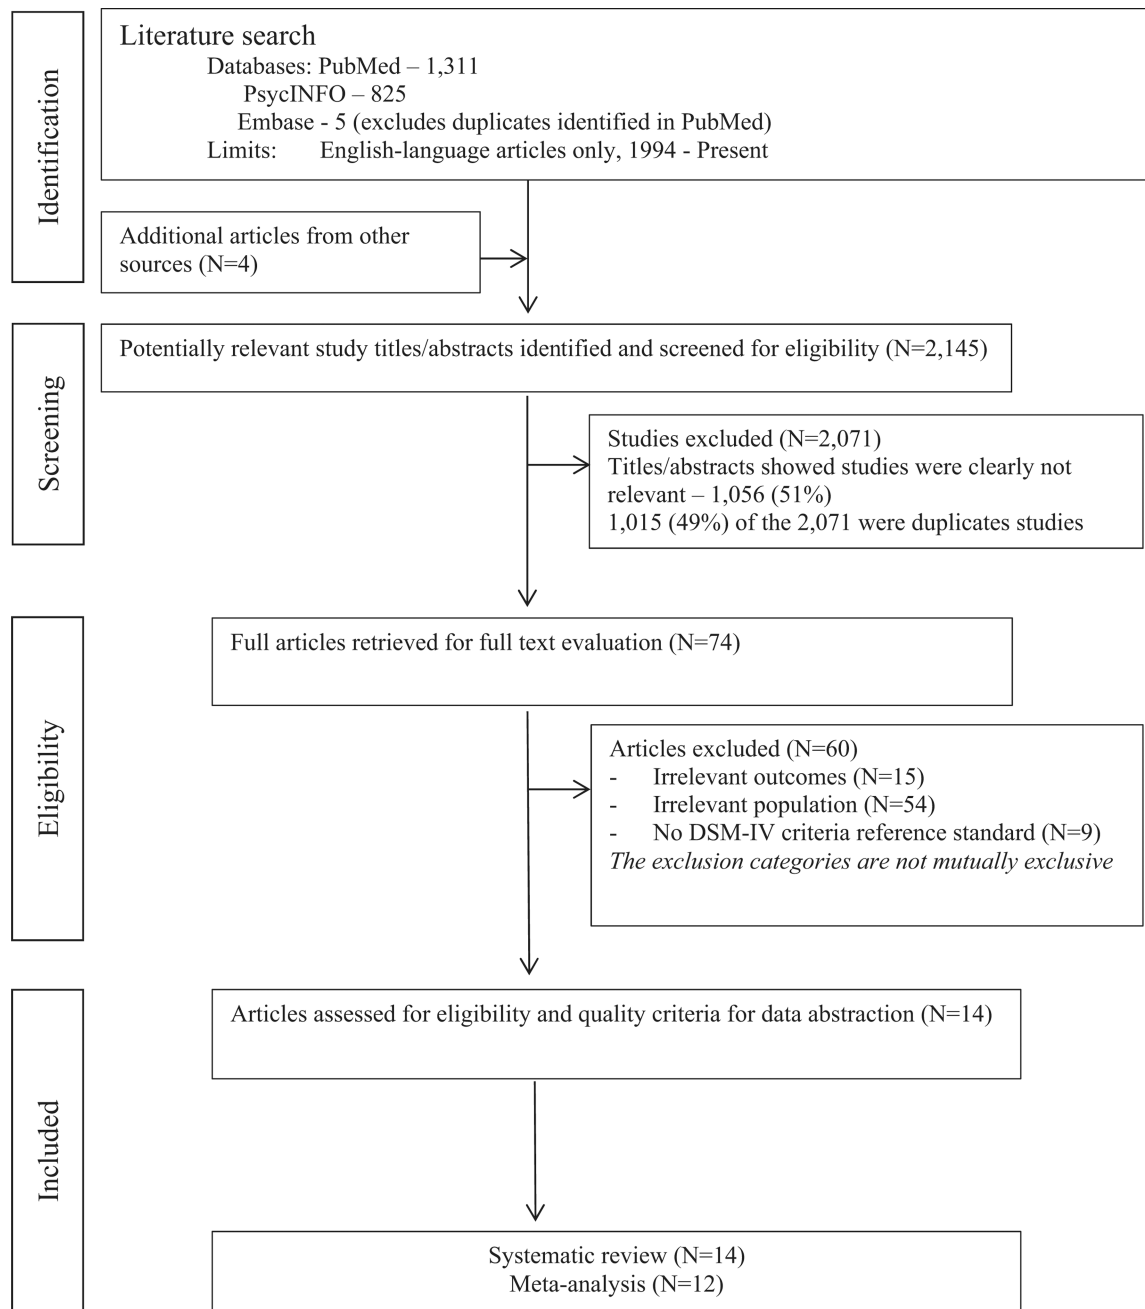 Identification
Literature search
Databases: PubMed – 1,311
PsycINFO – 825
Embase - 5 (excludes duplicates identified in PubMed)
Limits: English-language articles only, 1994 - Present
Additional articles from other
sources (N=4)
Screening
Potentially relevant study titles/abstracts identified and screened for eligibility (N=2,145)
Studies excluded (N=2,071)
Titles/abstracts showed studies were clearly not
relevant – 1,056 (51%)
1,015 (49%) of the 2,071 were duplicates studies
Eligibility
Full articles retrieved for full text evaluation (N=74)
Articles excluded (N=60)
- Irrelevant outcomes (N=15)
- Irrelevant population (N=54)
- No DSM-IV criteria reference standard (N=9)
The exclusion categories are not mutually exclusive
Included
Articles assessed for eligibility and quality criteria for data abstraction (N=14)
Systematic review (N=14)
Meta-analysis (N=12)